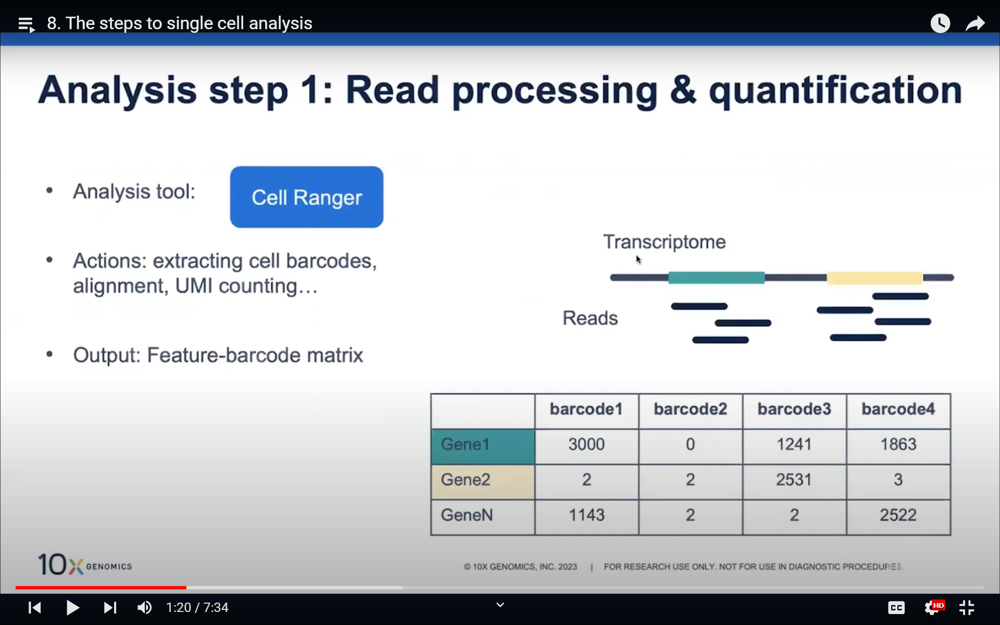 8. The steps to single cell analysis
Analysis step 1: Read processing & quantification
• Analysis tool:
Cell Ranger
• Actions: extracting cell barcodes,
alignment, UMI counting…
• Output: Feature-barcode matrix
Transcriptome
Reads
barcode1 barcode2 barcode3 barcode4
Gene1 3000 0 1241 1863
Gene2 2 2 2531 3
GeneN 1143 2 2 2522
10X GENOMICS
© 10X GENOMICS, INC. 2023 | FOR RESEARCH USE ONLY. NOT FOR USE IN DIAGNOSTIC PROCEDURES.
1:20 / 7:34
CC
HD